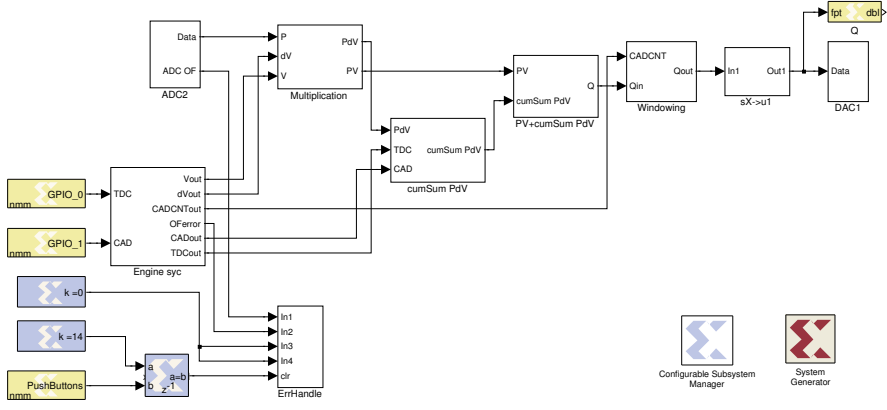 Data
ADC OF
ADC2
P
dV
V
PdV
PV
Multiplication
PdV
TDC
CAD
cumSum PdV
cumSum PdV
PV
cumSum PdV
Q
PV+cumSum PdV
CADCNT
Qin
Qout
Windowing
In1
Out1
sX->u1
fpt
dbl
Q
Data
DAC1
GPIO_0
nmm
GPIO_1
nmm
TDC
CAD
Vout
dVout
CADCNTout
OFerror
CADout
TDCout
Engine syc
k =0
k =14
PushButtons
nmm
a
b
a=b
z-1
In1
In2
In3
In4
clr
ErrHandle
Configurable Subsystem
Manager
System
Generator